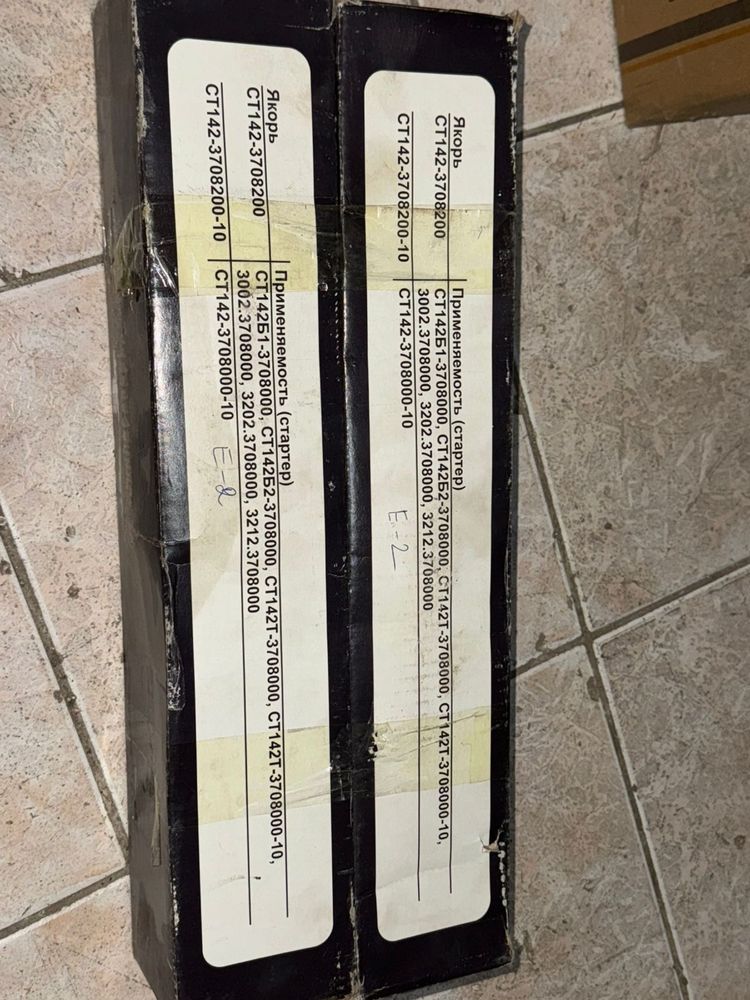 Якорь Применяемость (стартер)
СТ142-3708200 СТ142Б1-3708000, СТ142Б2-3708000, СТ142Т-3708000, СТ142Т-3708000-10,
3002.3708000, 3202.3708000, 3212.3708000
СТ142-3708200-10 СТ142-3708000-10
E-2
Якорь Применяемость (стартер)
СТ142-3708200 СТ142Б1-3708000, СТ142Б2-3708000, СТ142Т-3708000, СТ142Т-3708000-10,
3002.3708000, 3202.3708000, 3212.3708000
СТ142-3708200-10 СТ142-3708000-10
E-2